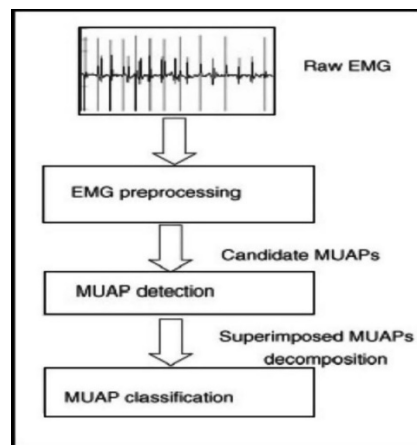 Raw EMG
EMG preprocessing
Candidate MUAPs
MUAP detection
Superimposed MUAPs
decomposition
MUAP classification